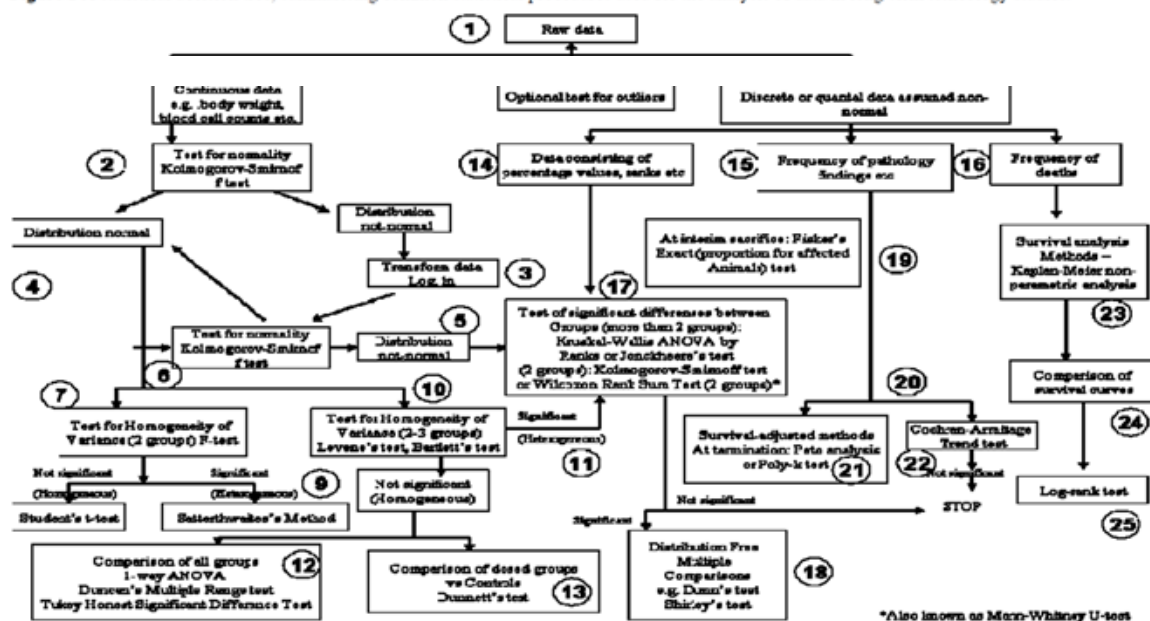 1
Raw data
Continuous data
e.g. body weight,
blood cell counts etc.
Optional test for outliers
Discrete or quantal data assumed non-
normal
2
Test for normality
Kolmogorov-Smirnof
f test
14
Data consisting of
percentage values, ranks etc
15
Frequency of pathology
findings etc
16
Frequency of
deaths
Distribution normal
Distribution
not-normal
4
Transform data
Log, ln
3
At interim sacrifice: Fisker's
Exact (proportion for affected
Animals) test
19
Survival analysis
Methods –
Kaplan-Meier non-
parametric analysis
17
Test for normality
Kolmogorov-Smirnof
f test
5
Distribution
not-normal
Test of significant differences between
Groups (more than 2 groups):
Kruskal-Wallis ANOVA by
Ranks or Jonckheere's test
(2 groups): Kolmogorov-Smirnoff test
or Wilcoxon Rank Sum Test (2 groups)*
23
6
7
10
20
Comparison of
survival curves
24
Test for Homogeneity of
Variance (2 groups) F-test
Test for Homogeneity of
Variance (2-3 groups)
Levene's test, Bartlett's test
Significant
(Heterogeneous)
11
Survival-adjusted methods
At termination: Peto analysis
or Poly-k test
21
Cochran-Armitage
Trend test
22
Not significant
STOP
Not significant
(Homogeneous)
Significant
(Heterogeneous)
9
Not significant
(Homogeneous)
Log-rank test
25
Student's t-test
Satterthwaite's Method
Significant
Not significant
Comparison of all groups
1-way ANOVA
Duncan's Multiple Range test
Tukey Honest Significant Difference Test
12
Comparison of dosed groups
vs Controls
Dunnett's test
13
Distribution Free
Multiple
Comparisons
e.g. Dunn's test
Shirley's test
18
*Also known as Mann-Whitney U-test